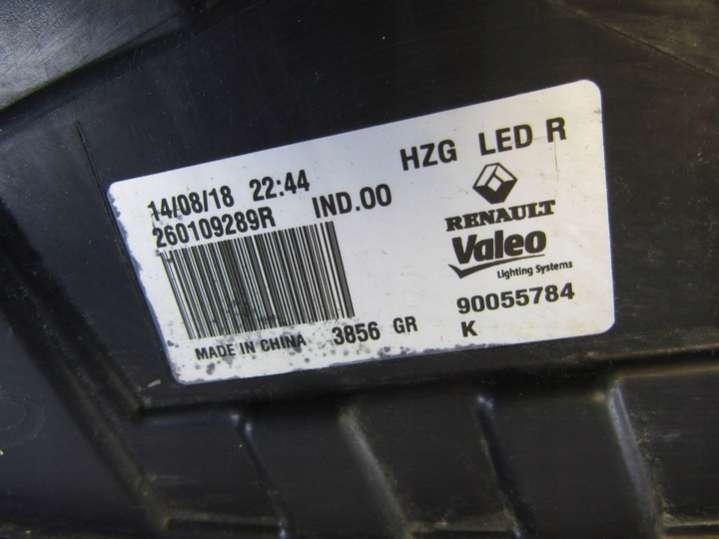 HZG LED R
14/08/18 22:44
260109289R IND.00
RENAULT
Valeo
Lighting Systems
90055784
MADE IN CHINA 3856 GR K